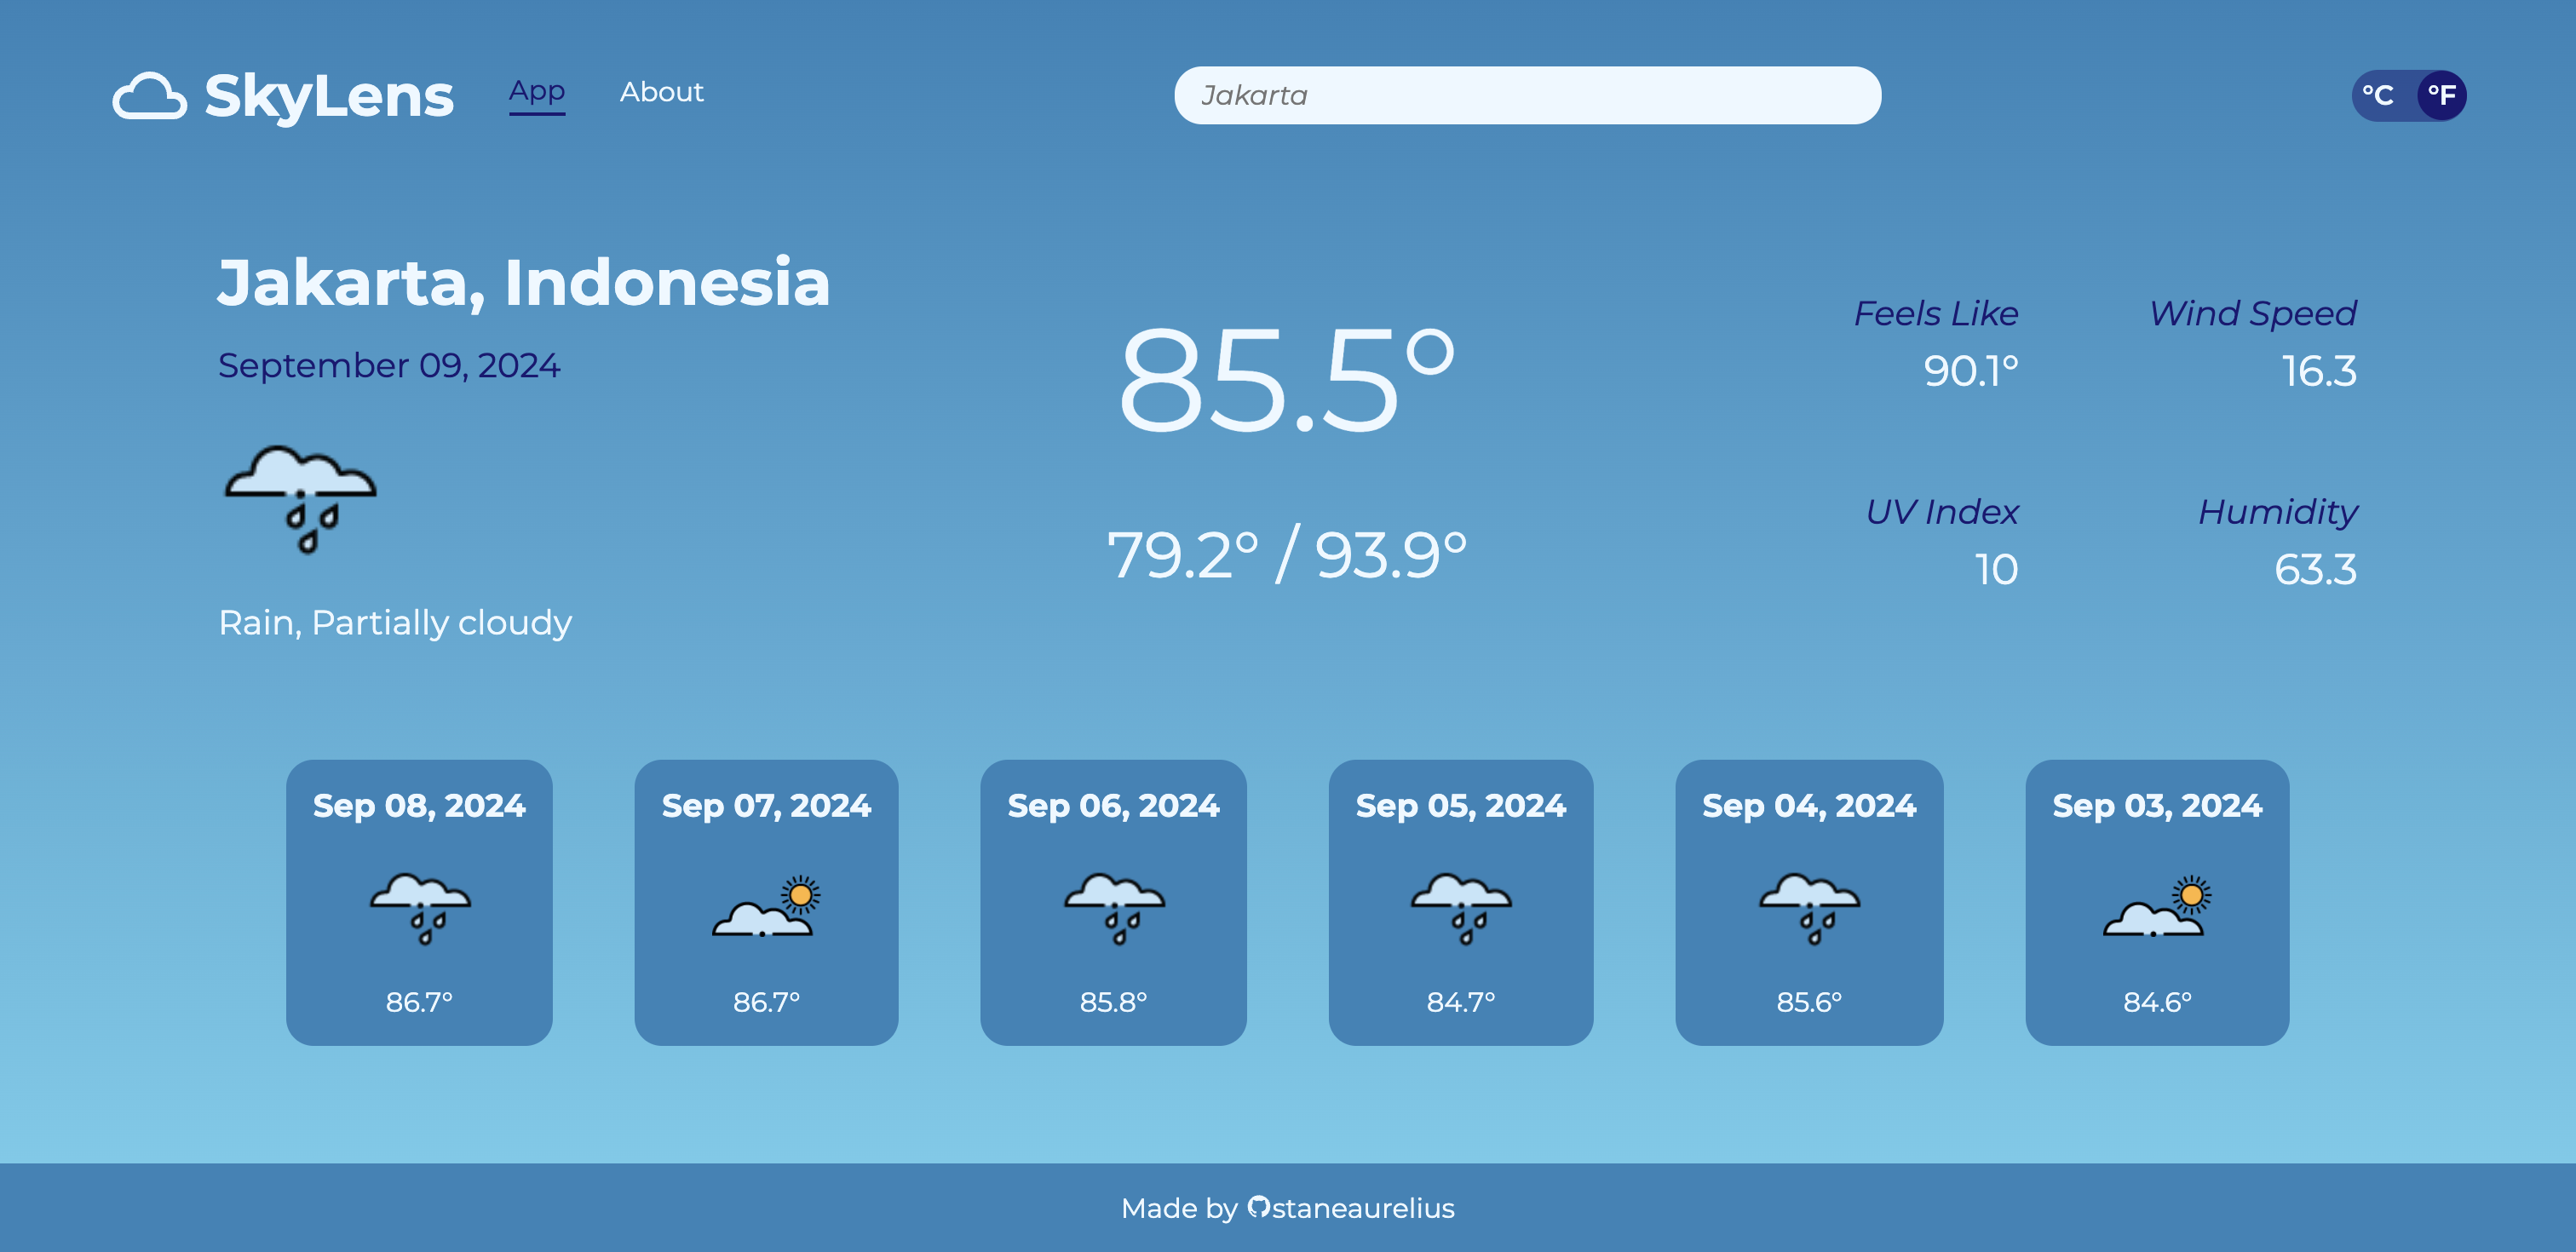 SkyLens
App
About
Jakarta
°C
°F
Jakarta, Indonesia
September 09, 2024
Rain, Partially cloudy
85.5°
79.2° / 93.9°
Feels Like
90.1°
Wind Speed
16.3
UV Index
10
Humidity
63.3
Sep 08, 2024
86.7°
Sep 07, 2024
86.7°
Sep 06, 2024
85.8°
Sep 05, 2024
84.7°
Sep 04, 2024
85.6°
Sep 03, 2024
84.6°
Made by staneaurelius